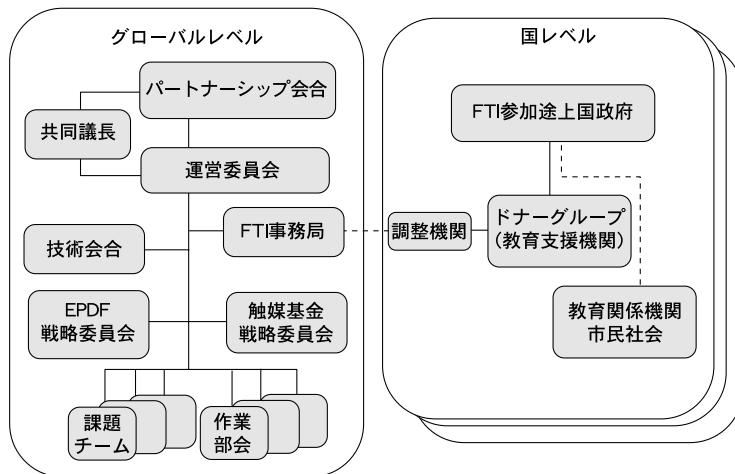 グローバルレベル
パートナーシップ会合
共同議長
運営委員会
FTI事務局
技術会合
EPDF
戦略委員会
触媒基金
戦略委員会
課題
チーム
作業
部会
国レベル
FTI参加途上国政府
調整機関
ドナーグループ
(教育支援機関)
教育関係機関
市民社会